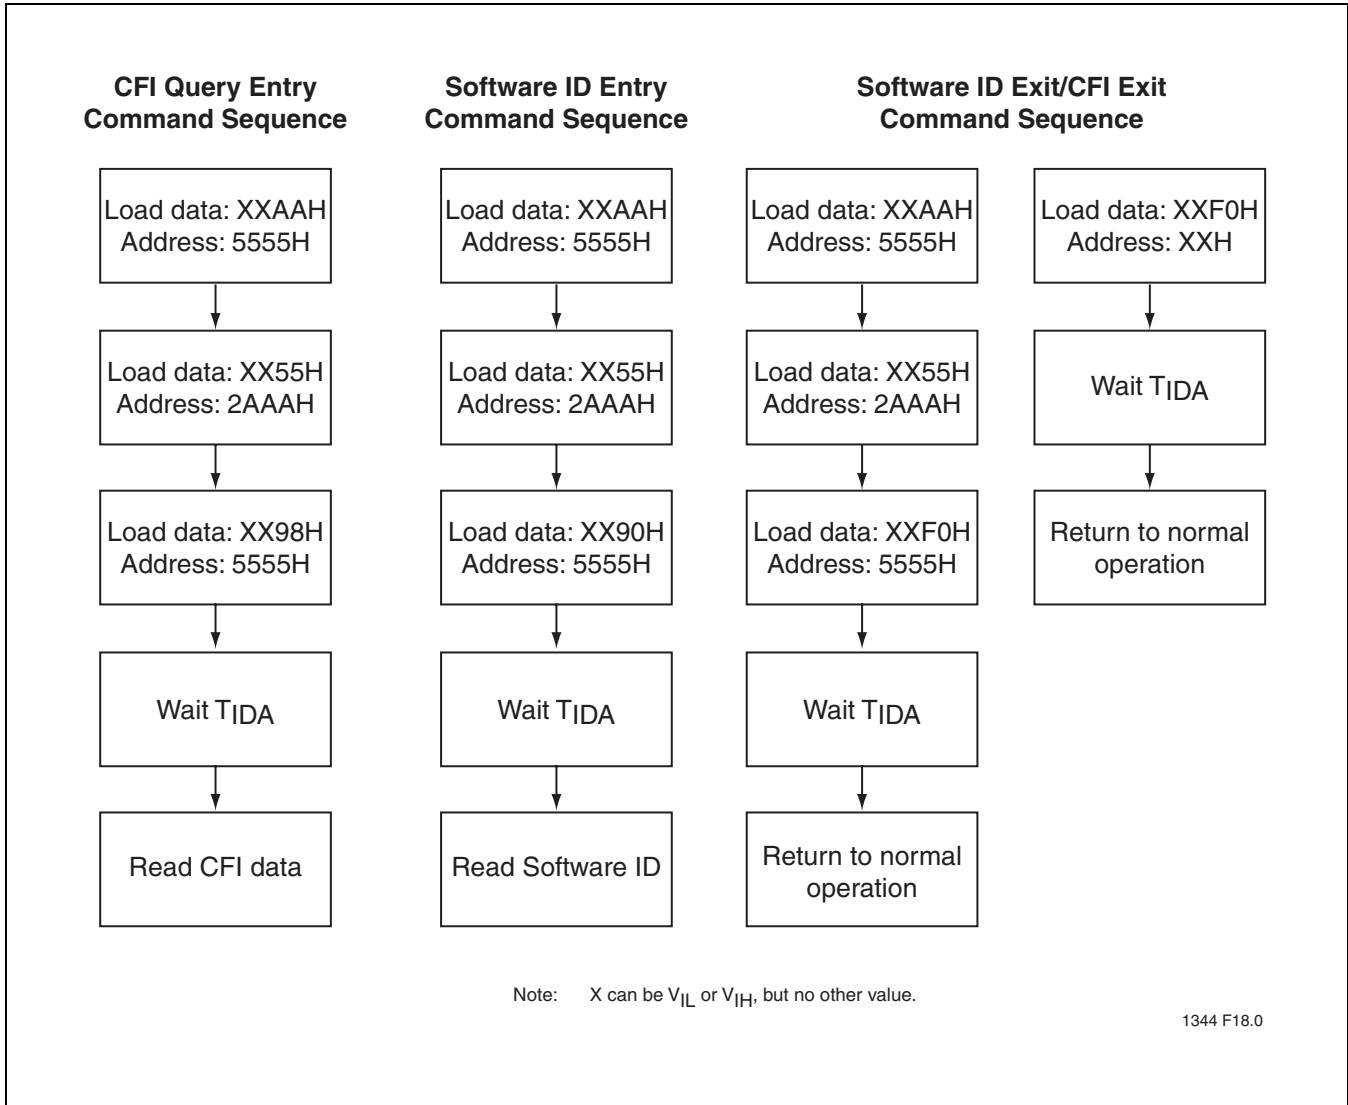 CFI Query Entry
Command Sequence
Load data: XXAAH
Address: 5555H
Load data: XX55H
Address: 2AAAH
Load data: XX98H
Address: 5555H
Wait TIDA
Read CFI data
Software ID Entry
Command Sequence
Load data: XXAAH
Address: 5555H
Load data: XX55H
Address: 2AAAH
Load data: XX90H
Address: 5555H
Wait TIDA
Read Software ID
Software ID Exit/CFI Exit
Command Sequence
Load data: XXAAH
Address: 5555H
Load data: XX55H
Address: 2AAAH
Load data: XXF0H
Address: 5555H
Wait TIDA
Return to normal
operation
Load data: XXF0H
Address: XXH
Wait TIDA
Return to normal
operation
Note: X can be VIL or VIH, but no other value.
1344 F18.0